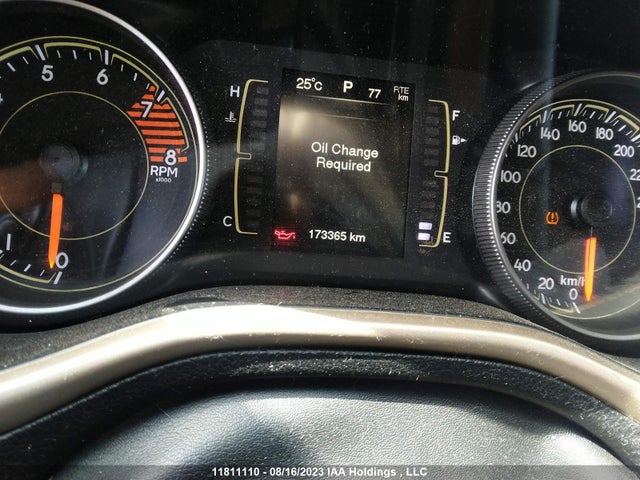 25°C P 77 RTE km
Oil Change
Required
173365 km
H
C
F
E
5
6
7
8
RPM
x1000
1
0
160
140
180
120
200
100
80
60
40
20
km/h
0
11811110 - 08/16/2023 IAA Holdings , LLC